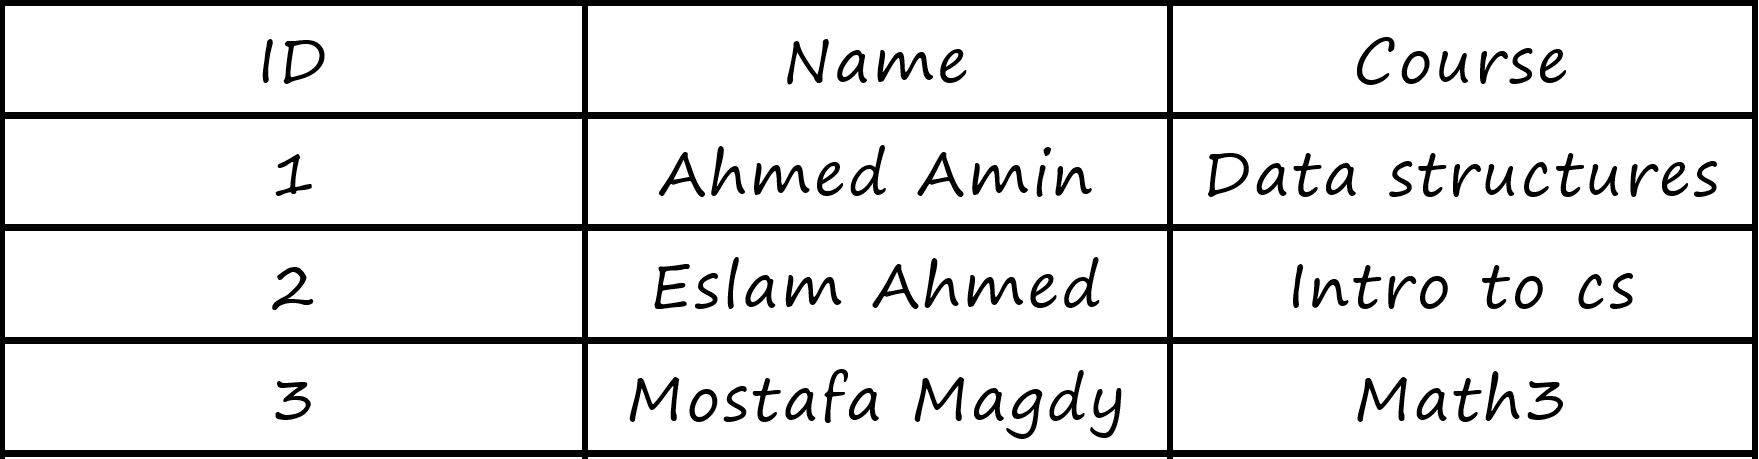 ID Name Course
1 Ahmed Amin Data structures
2 Eslam Ahmed Intro to cs
3 Mostafa Magdy Math3